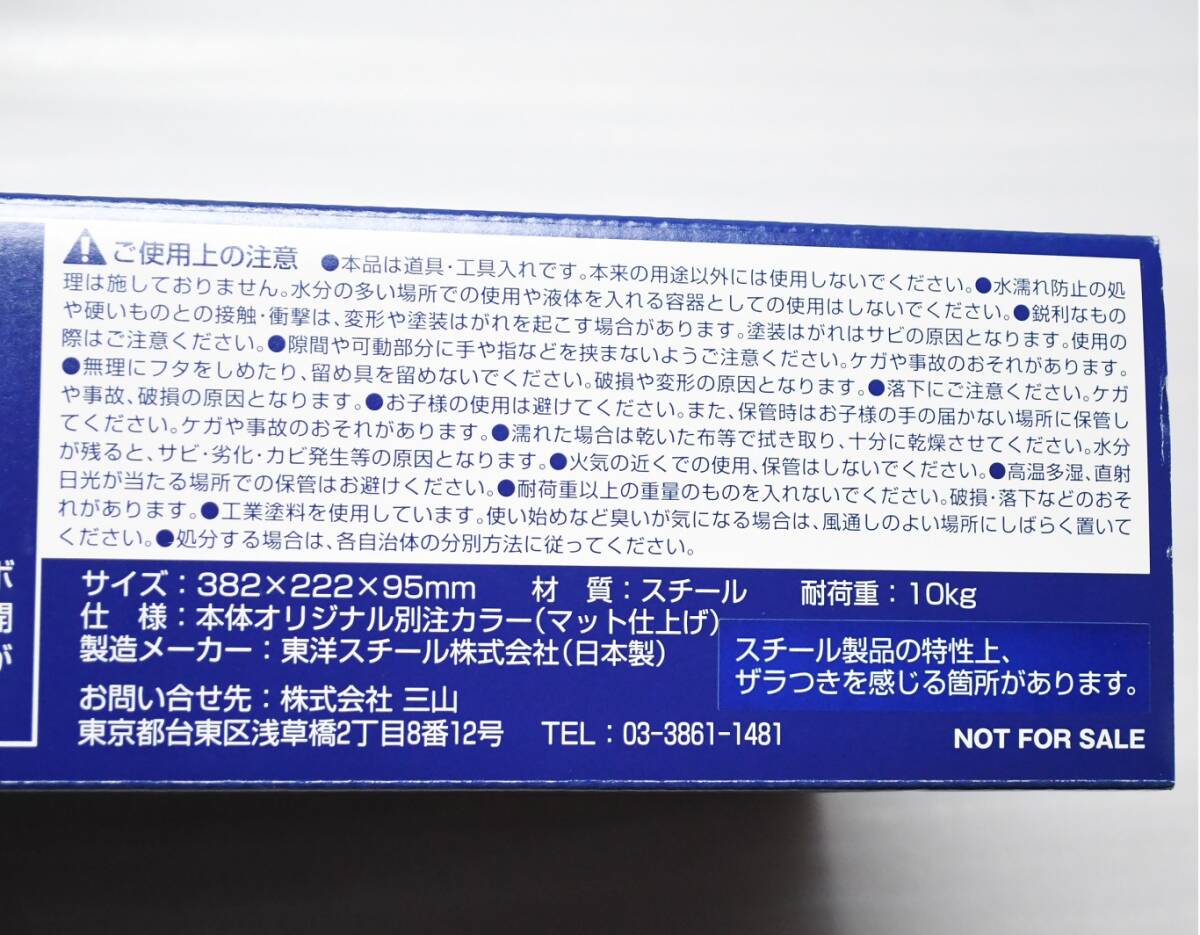 ご使用上の注意 ●本品は道具・工具入れです。本来の用途以外には使用しないでください。●水濡れ防止の処
理は施しておりません。水分の多い場所での使用や液体を入れる容器としての使用はしないでください。●鋭利なもの
や硬いものとの接触・衝撃は、変形や塗装はがれを起こす場合があります。塗装はがれはサビの原因となります。使用の
際はご注意ください。●隙間や可動部分に手や指などを挟まないようご注意ください。ケガや事故のおそれがあります。
●無理にフタをしめたり、留め具を留めないでください。破損や変形の原因となります。●落下にご注意ください。ケガ
や事故、破損の原因となります。●お子様の使用は避けてください。また、保管時はお子様の手の届かない場所に保管し
てください。ケガや事故のおそれがあります。●濡れた場合は乾いた布等で拭き取り、十分に乾燥させてください。水分
が残ると、サビ・劣化・カビ発生等の原因となります。●火気の近くでの使用、保管はしないでください。●高温多湿、直射
日光が当たる場所での保管はお避けください。●耐荷重以上の重量のものを入れないでください。破損・落下などのおそ
れがあります。●工業塗料を使用しています。使い始めなど臭いが気になる場合は、風通しのよい場所にしばらく置いて
ください。●処分する場合は、各自治体の分別方法に従ってください。
サイズ：382×222×95mm 材 質：スチール 耐荷重：10kg
仕 様：本体オリジナル別注カラー（マット仕上げ）
製造メーカー：東洋スチール株式会社（日本製）
スチール製品の特性上、
ザラつきを感じる箇所があります。
お問い合せ先：株式会社 三山
東京都台東区浅草橋2丁目8番12号 TEL：03-3861-1481
NOT FOR SALE